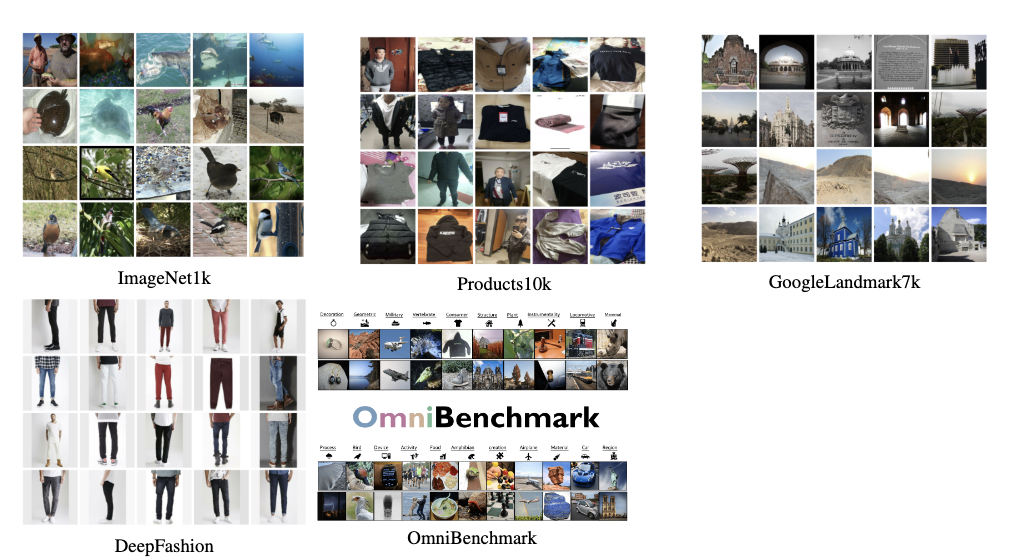 ImageNet1k
Products10k
GoogleLandmark7k
Decoration Geometric Military Vertebrate Consumer Structure Plant Instrumentality Locomotive Material
OmniBenchmark
Process Bird Device Activity Food Amphibian creation Airplane Material Car Region
DeepFashion
OmniBenchmark